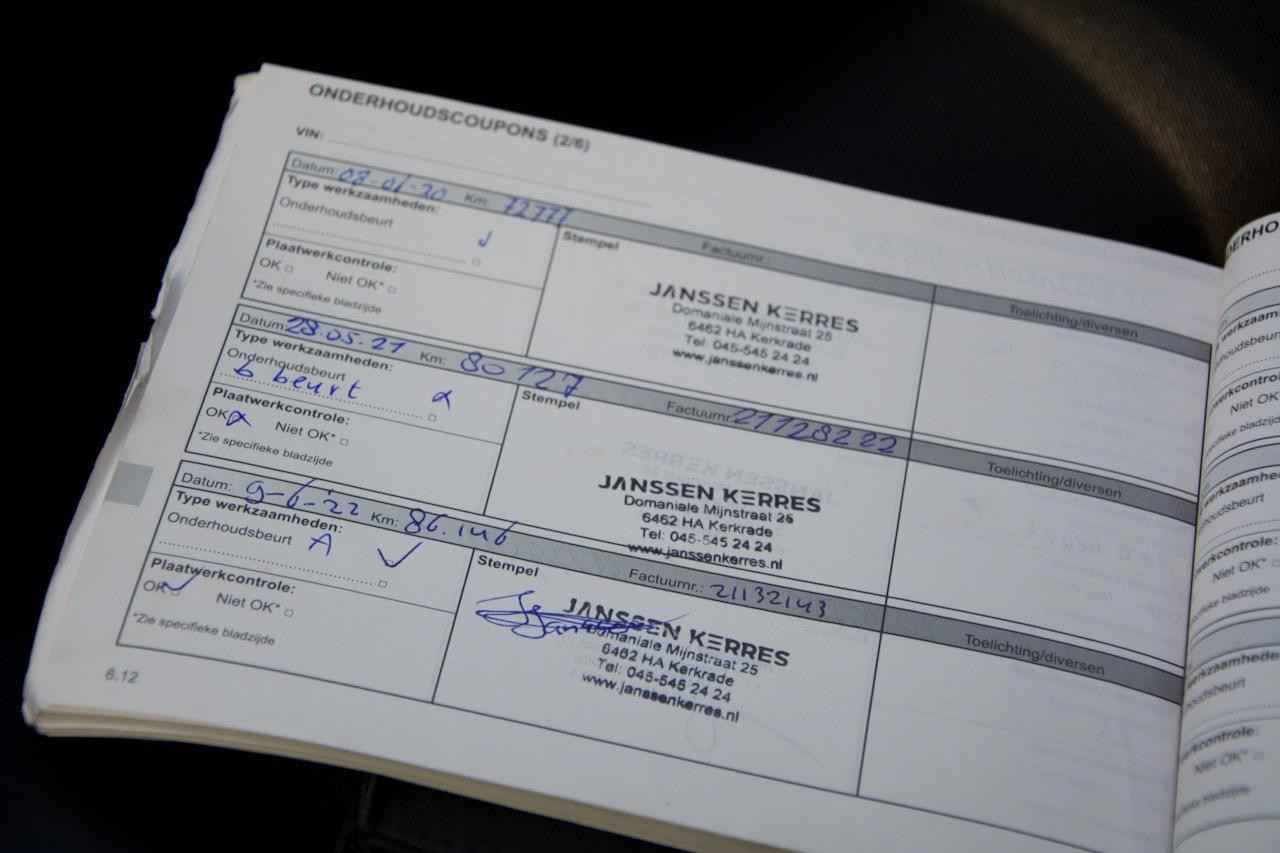 ONDERHOUDSCOUPONS (2/6)
VIN:
Datum: 08-01-20 Km: 72777 Factuurnr.:
Type werkzaamheden:
Onderhoudsbeurt
Plaatwerkcontrole:
OK Niet OK*
*Zie specifieke bladzijde
Stempel
JANSSEN KERRES
Domaniale Mijnstraat 25
6462 HA Kerkrade
Tel: 045-545 24 24
www.janssenkerres.nl
Toelichting/diversen
Datum: 28.05.21 Km: 80127 Factuurnr.: 21128222
Type werkzaamheden:
Onderhoudsbeurt
b beurt
Plaatwerkcontrole:
OK Niet OK*
*Zie specifieke bladzijde
Stempel
JANSSEN KERRES
Domaniale Mijnstraat 25
6462 HA Kerkrade
Tel: 045-545 24 24
www.janssenkerres.nl
Toelichting/diversen
Datum: 9-6-'22 Km: 86.146 Factuurnr.: 21132143
Type werkzaamheden:
Onderhoudsbeurt A
Plaatwerkcontrole:
OK Niet OK*
*Zie specifieke bladzijde
Stempel
JANSSEN KERRES
Domaniale Mijnstraat 25
6462 HA Kerkrade
Tel: 045-545 24 24
www.janssenkerres.nl
Toelichting/diversen
6.12